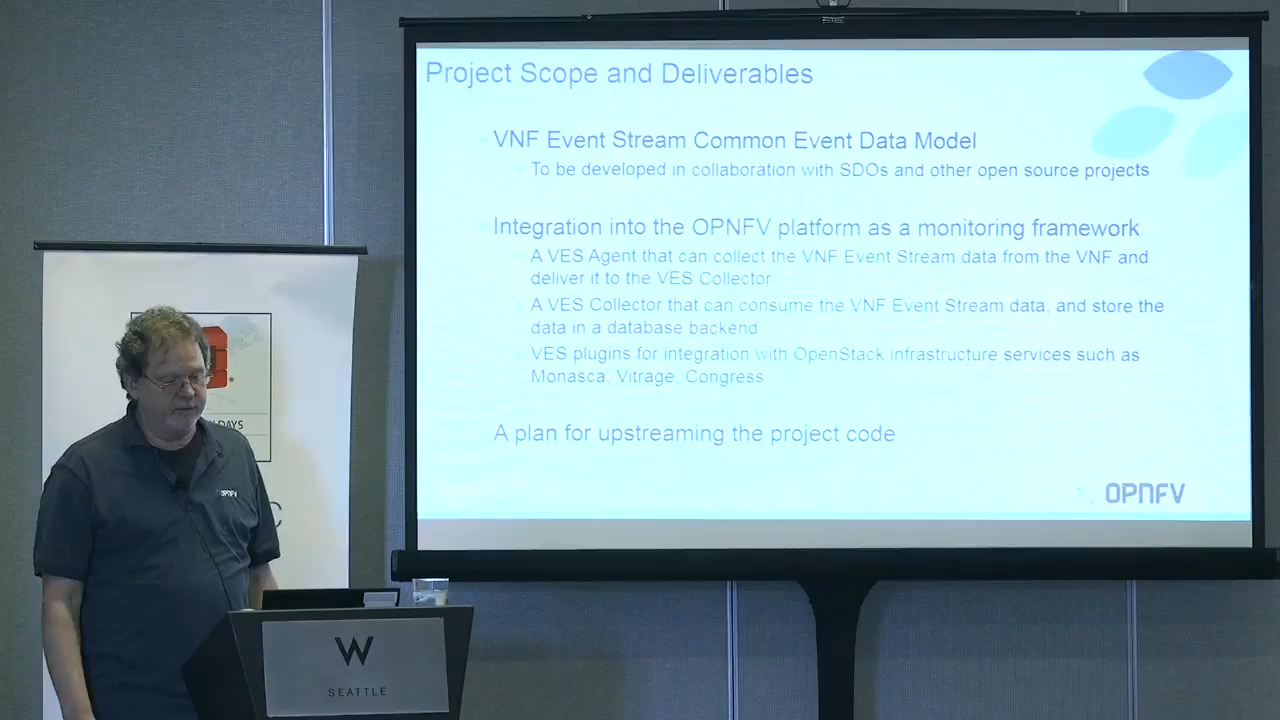 Project Scope and Deliverables
VNF Event Stream Common Event Data Model
To be developed in collaboration with SDOs and other open source projects
Integration into the OPNFV platform as a monitoring framework
A VES Agent that can collect the VNF Event Stream data from the VNF and
deliver it to the VES Collector
A VES Collector that can consume the VNF Event Stream data, and store the
data in a database backend
VES plugins for integration with OpenStack infrastructure services such as
Monasca, Vitrage, Congress
A plan for upstreaming the project code
OPNFV
DAYS
OPNFV
C
W
SEATTLE